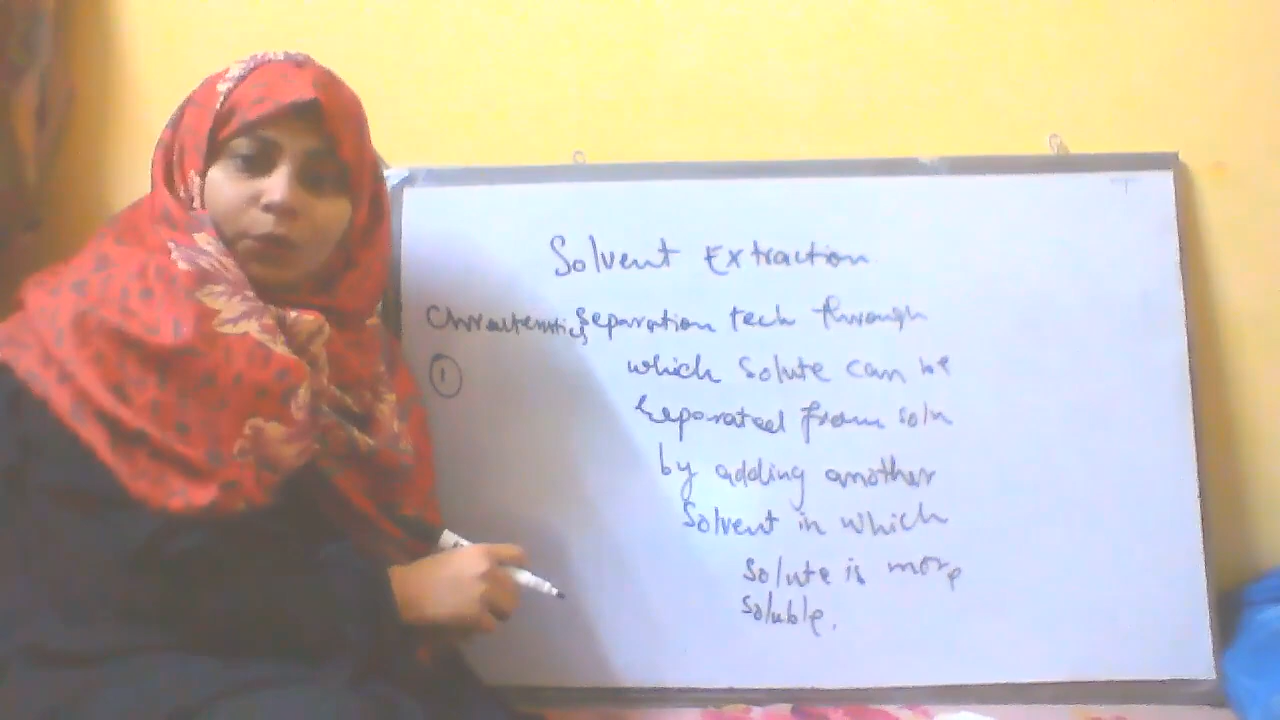 Solvent Extraction
Charcteristics Separation tech through
①
which solute can be
Separated from soln
by adding another
Solvent in which
Solute is more
Soluble.